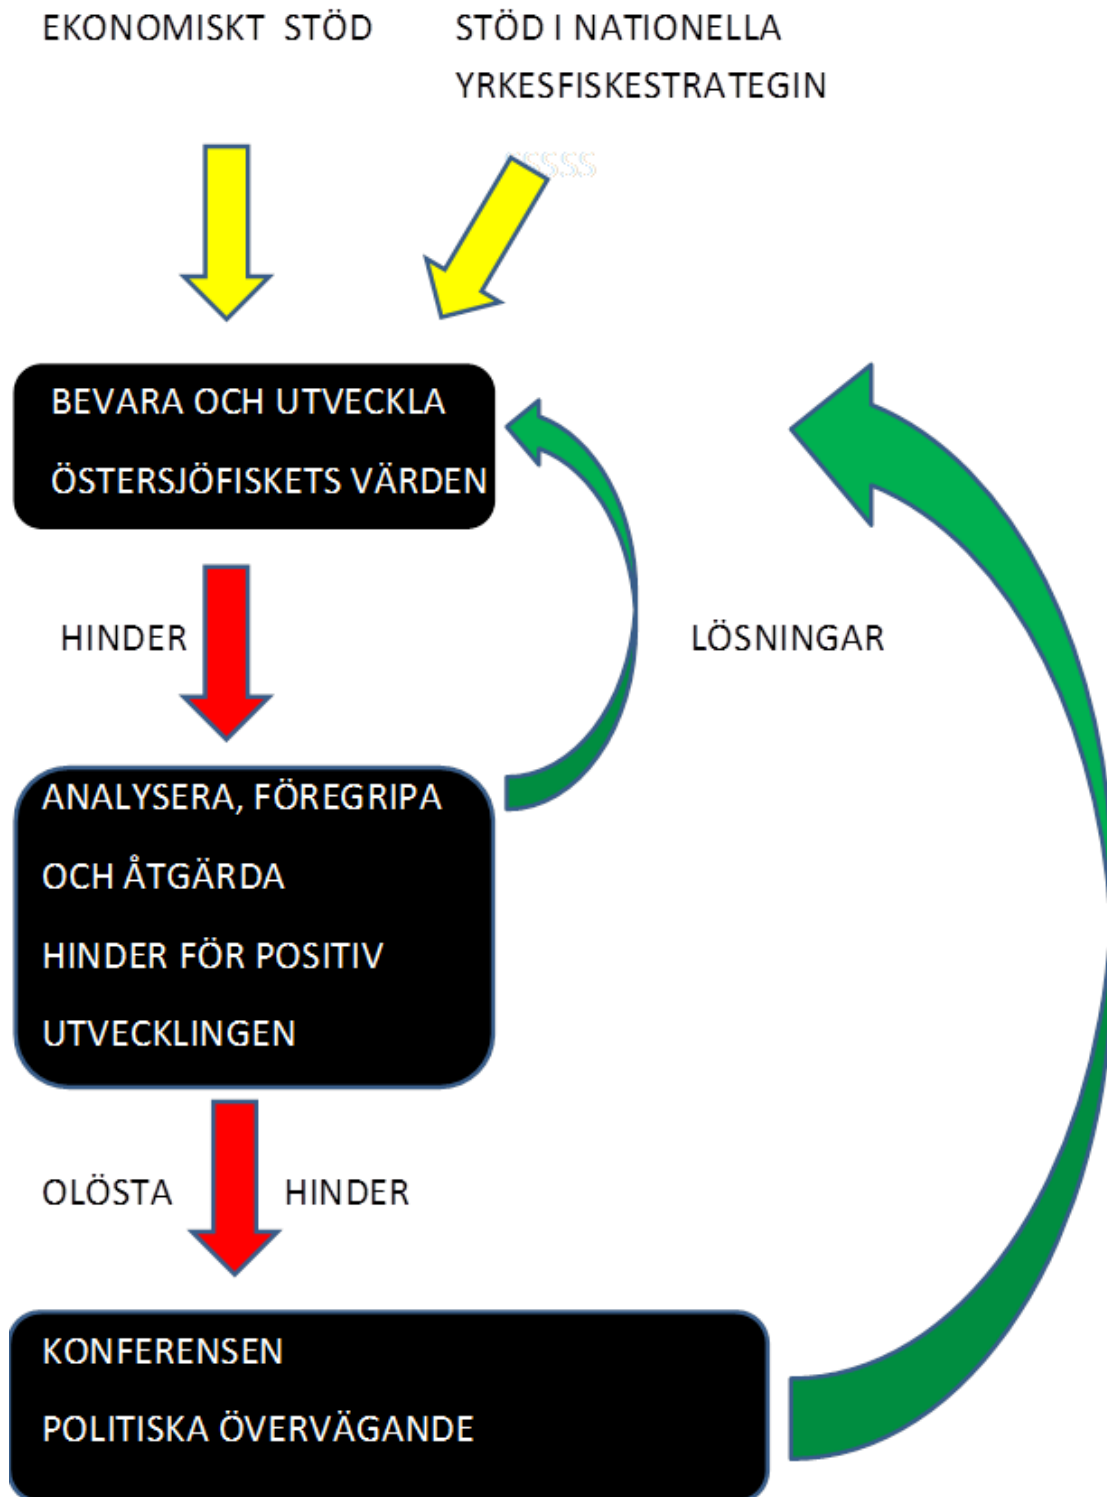 EKONOMISKT STÖD
STÖD I NATIONELLA
YRKESFISKESTRATEGIN
SSSSS
BEVARA OCH UTVECKLA
ÖSTERSJÖFISKETS VÄRDEN
HINDER
LÖSNINGAR
ANALYSERA, FÖREGRIPA
OCH ÅTGÄRDA
HINDER FÖR POSITIV
UTVECKLINGEN
OLÖSTA
HINDER
KONFERENSEN
POLITISKA ÖVERVÄGANDE